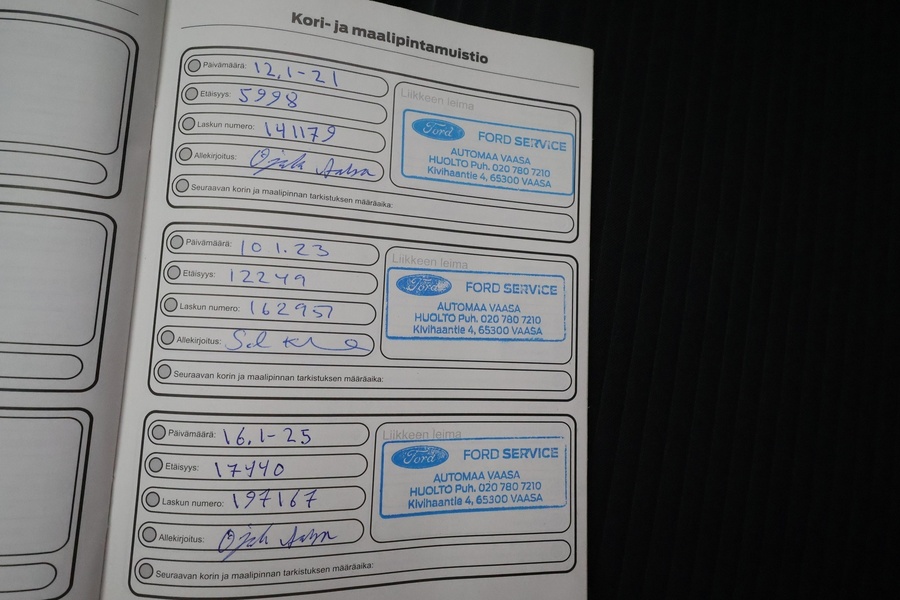 Kori- ja maalipintamuistio
Päivämäärä: 12.1-21
Etäisyys: 5998
Laskun numero: 141179
Allekirjoitus:
Seuraavan korin ja maalipinnan tarkistuksen määräaika:
Liikkeen leima
Ford FORD SERVICE
AUTOMAA VAASA
HUOLTO Puh. 020 780 7210
Kivihaantie 4, 65300 VAASA
Päivämäärä: 10.1.23
Etäisyys: 12249
Laskun numero: 162957
Allekirjoitus:
Seuraavan korin ja maalipinnan tarkistuksen määräaika:
Liikkeen leima
Ford FORD SERVICE
AUTOMAA VAASA
HUOLTO Puh. 020 780 7210
Kivihaantie 4, 65300 VAASA
Päivämäärä: 16.1-25
Etäisyys: 17440
Laskun numero: 197167
Allekirjoitus:
Seuraavan korin ja maalipinnan tarkistuksen määräaika:
Liikkeen leima
Ford FORD SERVICE
AUTOMAA VAASA
HUOLTO Puh. 020 780 7210
Kivihaantie 4, 65300 VAASA